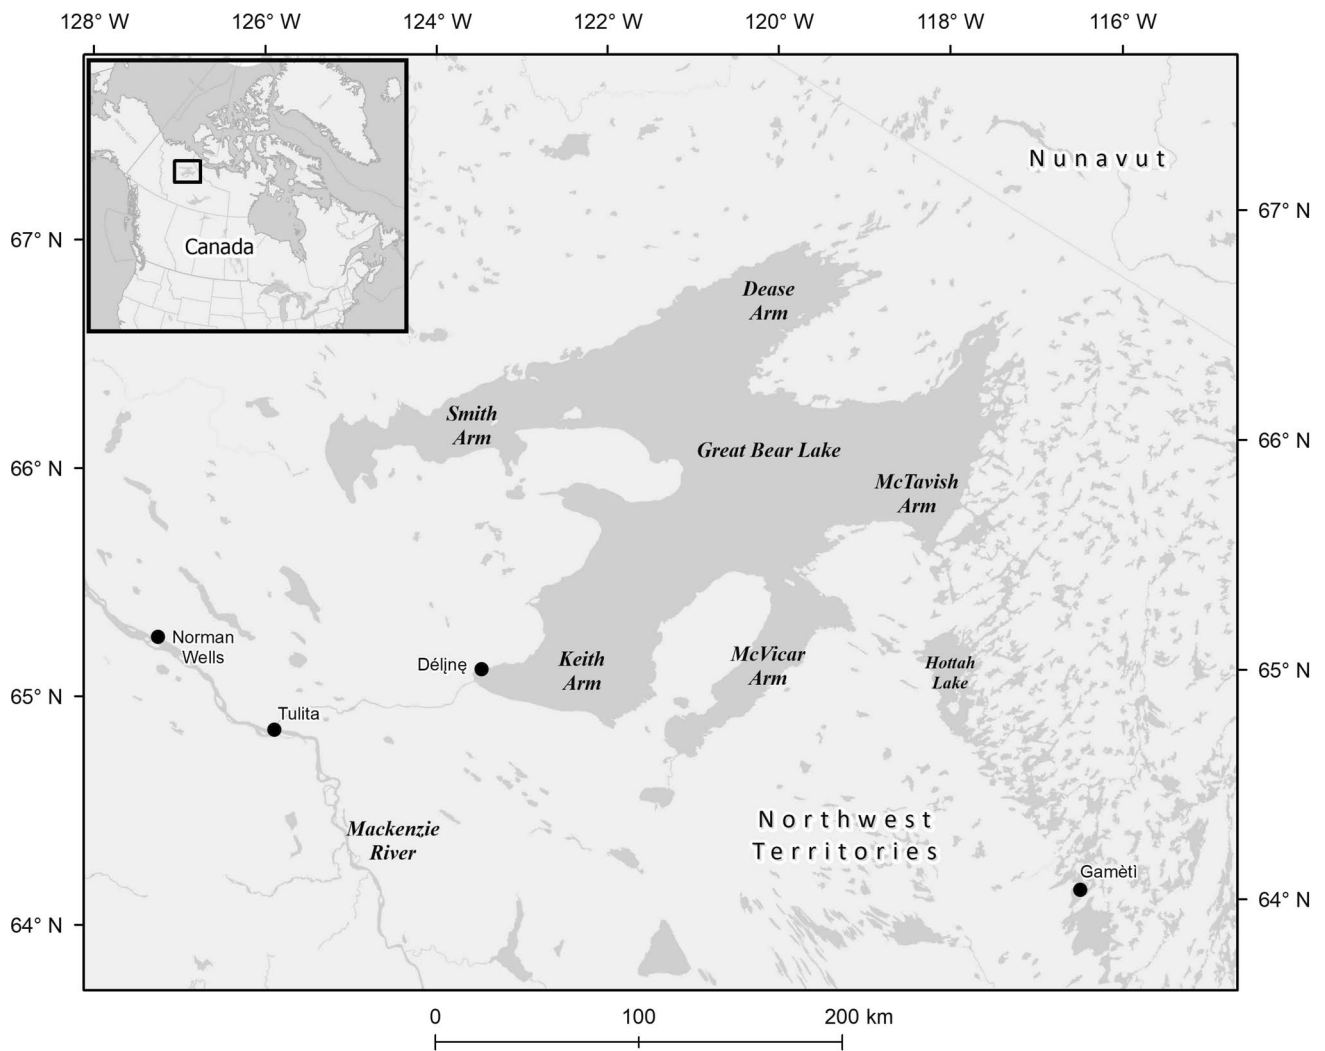 128° W 126° W 124° W 122° W 120° W 118° W 116° W
Nunavut
67° N
67° N
Canada
Dease
Arm
Smith
Arm
66° N
Great Bear Lake
66° N
McTavish
Arm
Norman
Wells
Délı̨nę
Keith
Arm
McVicar
Arm
Hottah
Lake
65° N
65° N
Tulita
Mackenzie
River
Northwest
Territories
Gamètì
64° N
64° N
0 100 200 km